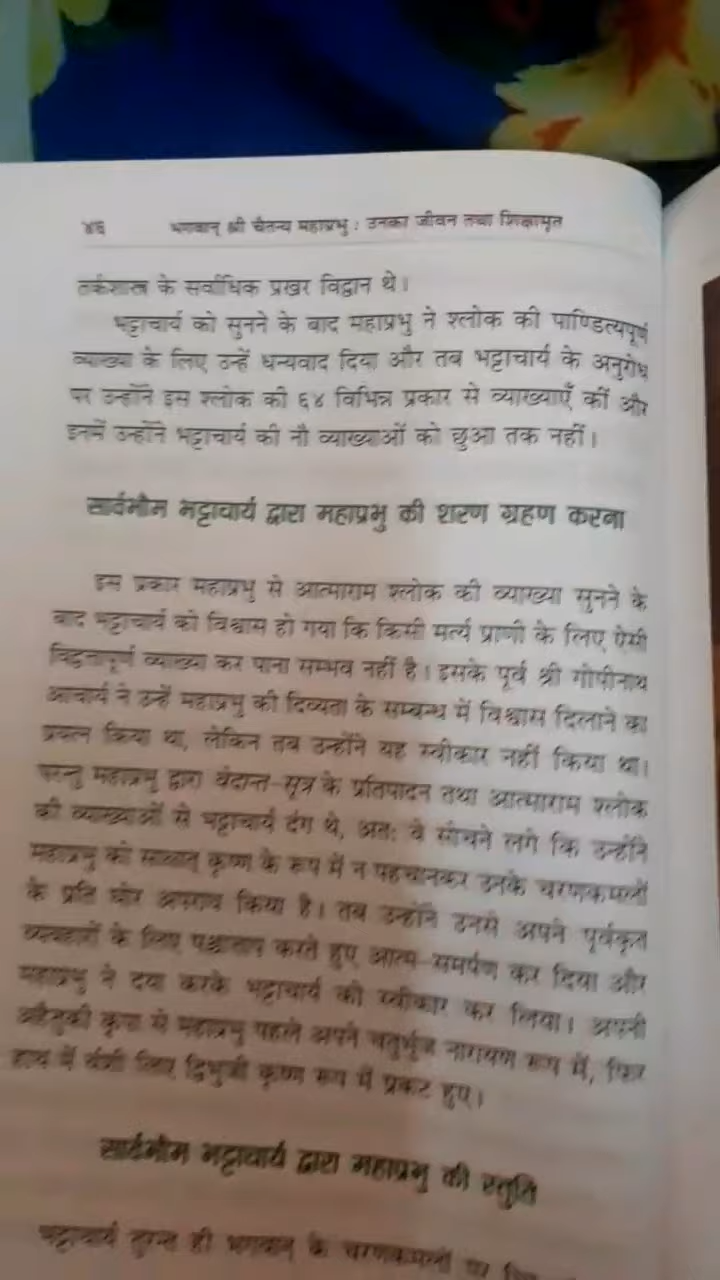 ४६ भगवान् श्री चैतन्य महाप्रभु : उनका जीवन तथा शिक्षामृत
तर्कशास्त्र के सर्वाधिक प्रखर विद्वान थे।
भट्टाचार्य को सुनने के बाद महाप्रभु ने श्लोक की पाण्डित्यपूर्ण
व्याख्या के लिए उन्हें धन्यवाद दिया और तब भट्टाचार्य के अनुरोध
पर उन्होंने इस श्लोक की ६४ विभिन्न प्रकार से व्याख्याएँ कीं और
इनमें उन्होंने भट्टाचार्य की नौ व्याख्याओं को छुआ तक नहीं।
सार्वभौम भट्टाचार्य द्वारा महाप्रभु की शरण ग्रहण करना
इस प्रकार महाप्रभु से आत्माराम श्लोक की व्याख्या सुनने के
बाद भट्टाचार्य को विश्वास हो गया कि किसी मर्त्य प्राणी के लिए ऐसी
विद्वत्तापूर्ण व्याख्या कर पाना सम्भव नहीं है। इसके पूर्व श्री गोपीनाथ
आचार्य ने उन्हें महाप्रभु की दिव्यता के सम्बन्ध में विश्वास दिलाने का
प्रयत्न किया था, लेकिन तब उन्होंने यह स्वीकार नहीं किया था।
परन्तु महाप्रभु द्वारा वेदान्त-सूत्र के प्रतिपादन तथा आत्माराम श्लोक
की व्याख्याओं से भट्टाचार्य दंग थे, अतः वे सोचने लगे कि उन्होंने
महाप्रभु को साक्षात् कृष्ण के रूप में न पहचानकर उनके चरणकमलों
के प्रति घोर अपराध किया है। तब उन्होंने उनसे अपने पूर्वकृत
व्यवहारों के लिए पश्चात्ताप करते हुए आत्म-समर्पण कर दिया और
महाप्रभु ने दया करके भट्टाचार्य को स्वीकार कर लिया। अपनी
अहैतुकी कृपा से महाप्रभु पहले अपने चतुर्भुज नारायण रूप में, फिर
हाथ में वंशी लिए द्विभुजी कृष्ण रूप में प्रकट हुए।
सार्वभौम भट्टाचार्य द्वारा महाप्रभु की स्तुति
भट्टाचार्य तुरन्त ही भगवान् के चरणकमलों पर